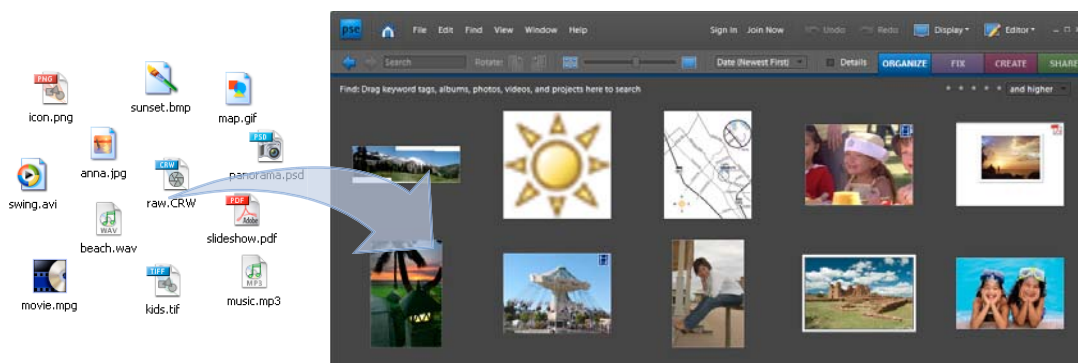 PNG
icon.png
sunset.bmp
map.gif
anna.jpg
CRW
raw.CRW
PSD
panorama.psd
swing.avi
WAV
beach.wav
PDF
Adobe
slideshow.pdf
movie.mpg
TIFF
kids.tif
MP3
music.mp3
pse
File Edit Find View Window Help
Sign In Join Now
Undo Redo
Display
Editor
Search
Rotate:
Date (Newest First)
Details
ORGANIZE
FIX
CREATE
SHARE
Find: Drag keyword tags, albums, photos, videos, and projects here to search
and higher